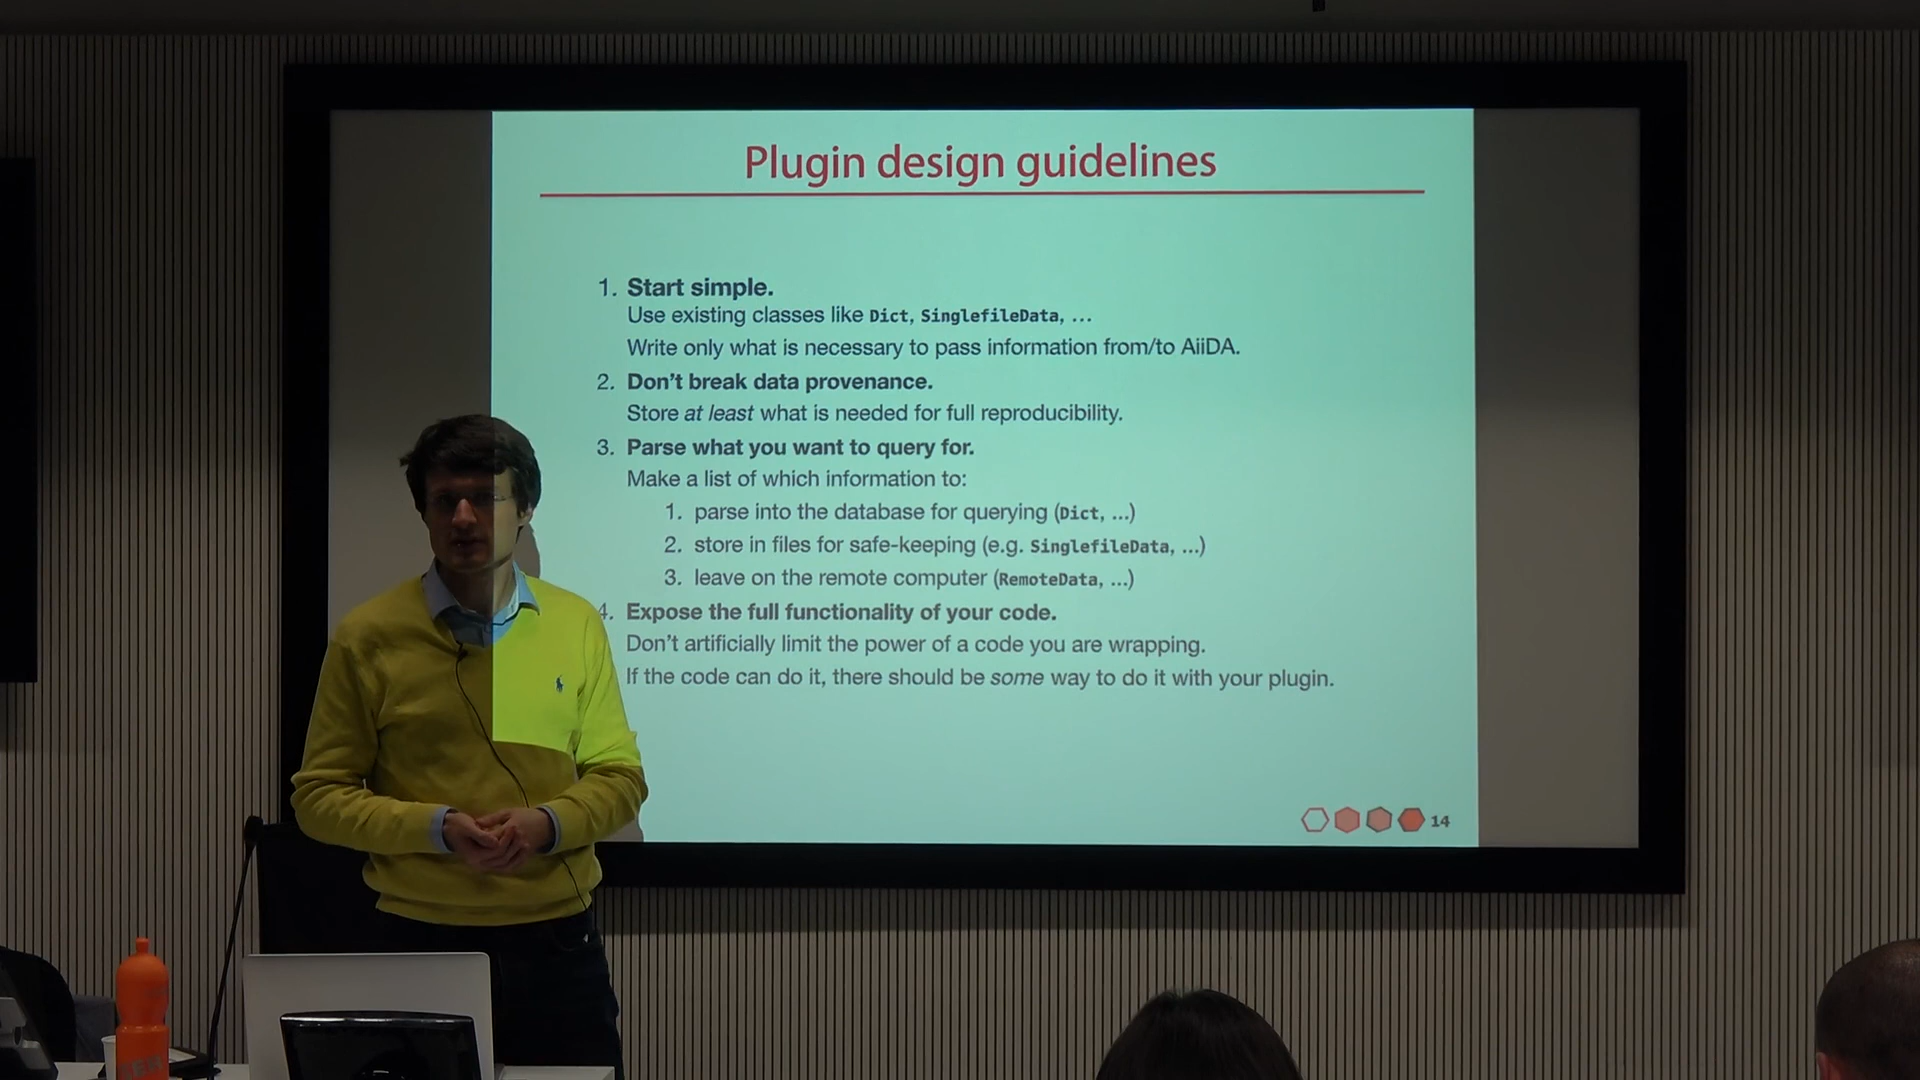 Plugin design guidelines
1. Start simple.
Use existing classes like Dict, SinglefileData, ...
Write only what is necessary to pass information from/to AiiDA.
2. Don't break data provenance.
Store at least what is needed for full reproducibility.
3. Parse what you want to query for.
Make a list of which information to:
1. parse into the database for querying (Dict, ...)
2. store in files for safe-keeping (e.g. SinglefileData, ...)
3. leave on the remote computer (RemoteData, ...)
4. Expose the full functionality of your code.
Don't artificially limit the power of a code you are wrapping.
If the code can do it, there should be some way to do it with your plugin.
14